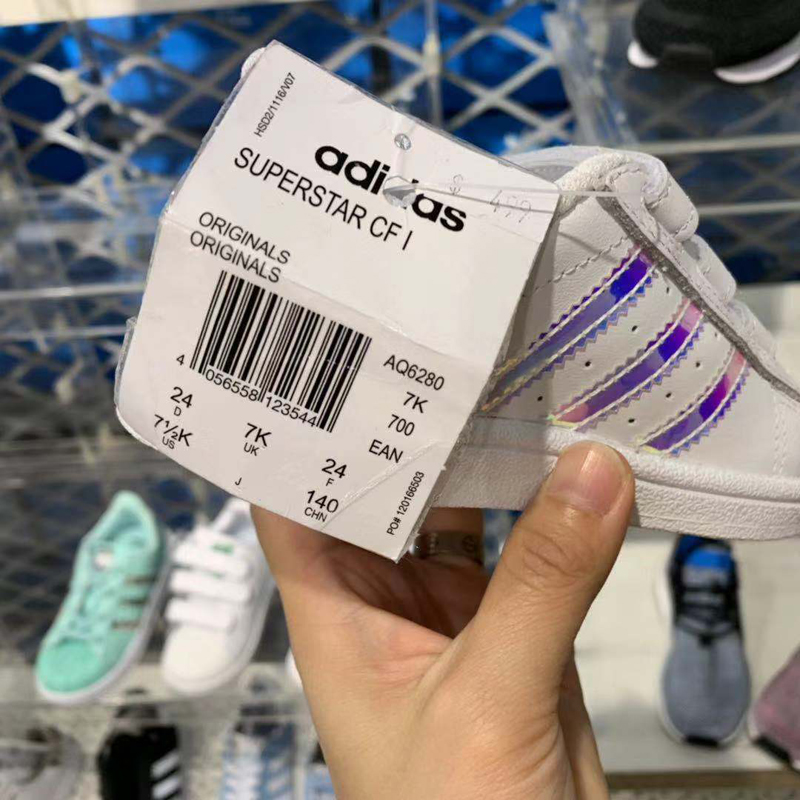 HSD2/1116/V07
adidas
$ 499
SUPERSTAR CF I
ORIGINALS
ORIGINALS
4 056558 123544
AQ6280
7K
700
EAN
24
D
7½K
US
7K
UK
24
F
140
CHN
J
PO# 120166503